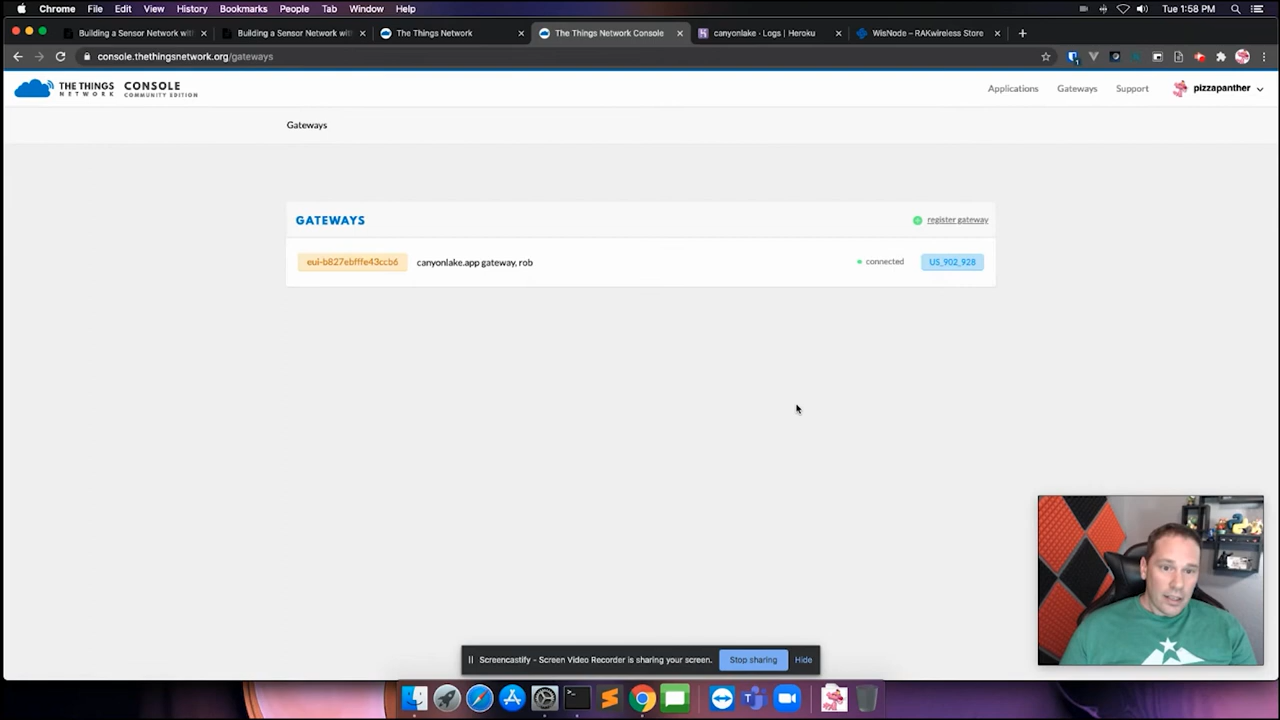 Chrome File Edit View History Bookmarks People Tab Window Help Tue 1:58 PM
Building a Sensor Network with Building a Sensor Network with The Things Network The Things Network Console canyonlake · Logs | Heroku WisNode – RAKwireless Store
console.thethingsnetwork.org/gateways
THE THINGS NETWORK CONSOLE COMMUNITY EDITION Applications Gateways Support pizzapanther
Gateways
GATEWAYS register gateway
eui-b827ebfffe43ccb6 canyonlake.app gateway, rob connected US_902_928
Screencastify - Screen Video Recorder is sharing your screen. Stop sharing Hide